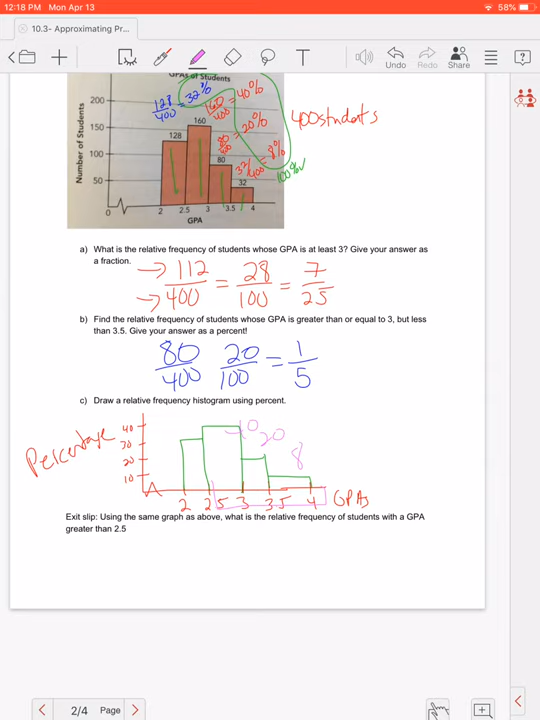 12:18 PM Mon Apr 13
58%
10.3- Approximating Pr...
Undo
Redo
GPAs of Students
Number of Students
200
150
100
50
0
128
160
80
32
2
2.5
3
3.5
4
GPA
128/400 = 32%
160/400 = 40%
80/400 = 20%
32/400 = 8%
100% ✓
400 students
a) What is the relative frequency of students whose GPA is at least 3? Give your answer as
a fraction.
→ 112 / → 400 = 28/100 = 7/25
b) Find the relative frequency of students whose GPA is greater than or equal to 3, but less
than 3.5. Give your answer as a percent!
80/400 20/100 = 1/5
c) Draw a relative frequency histogram using percent.
Percentage
40
30
20
10
40
20
8
2 2.5 3 3.5 4 GPAs
Exit slip: Using the same graph as above, what is the relative frequency of students with a GPA
greater than 2.5
2/4 Page